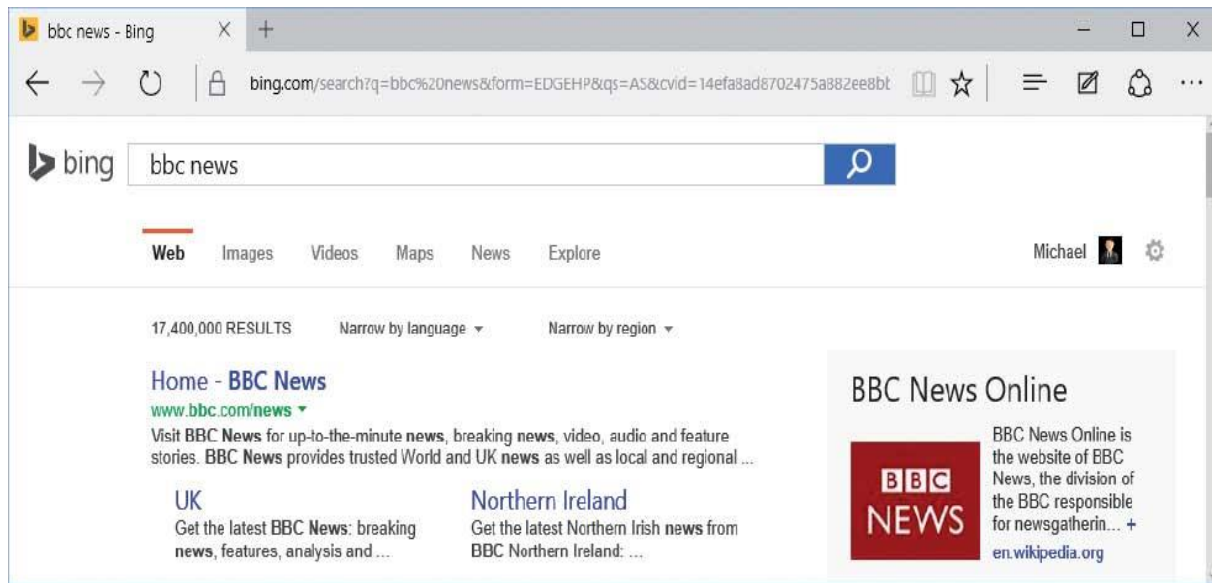 bbc news - Bing
bing.com/search?q=bbc%20news&form=EDGEHP&qs=AS&cvid=14efa8ad8702475a882ee8bb
bing
bbc news
Web Images Videos Maps News Explore
Michael
17,400,000 RESULTS Narrow by language Narrow by region
Home - BBC News
www.bbc.com/news
Visit BBC News for up-to-the-minute news, breaking news, video, audio and feature
stories. BBC News provides trusted World and UK news as well as local and regional ...
UK
Get the latest BBC News: breaking
news, features, analysis and ...
Northern Ireland
Get the latest Northern Irish news from
BBC Northern Ireland: ...
BBC News Online
BBC
NEWS
BBC News Online is
the website of BBC
News, the division of
the BBC responsible
for newsgatherin... +
en.wikipedia.org